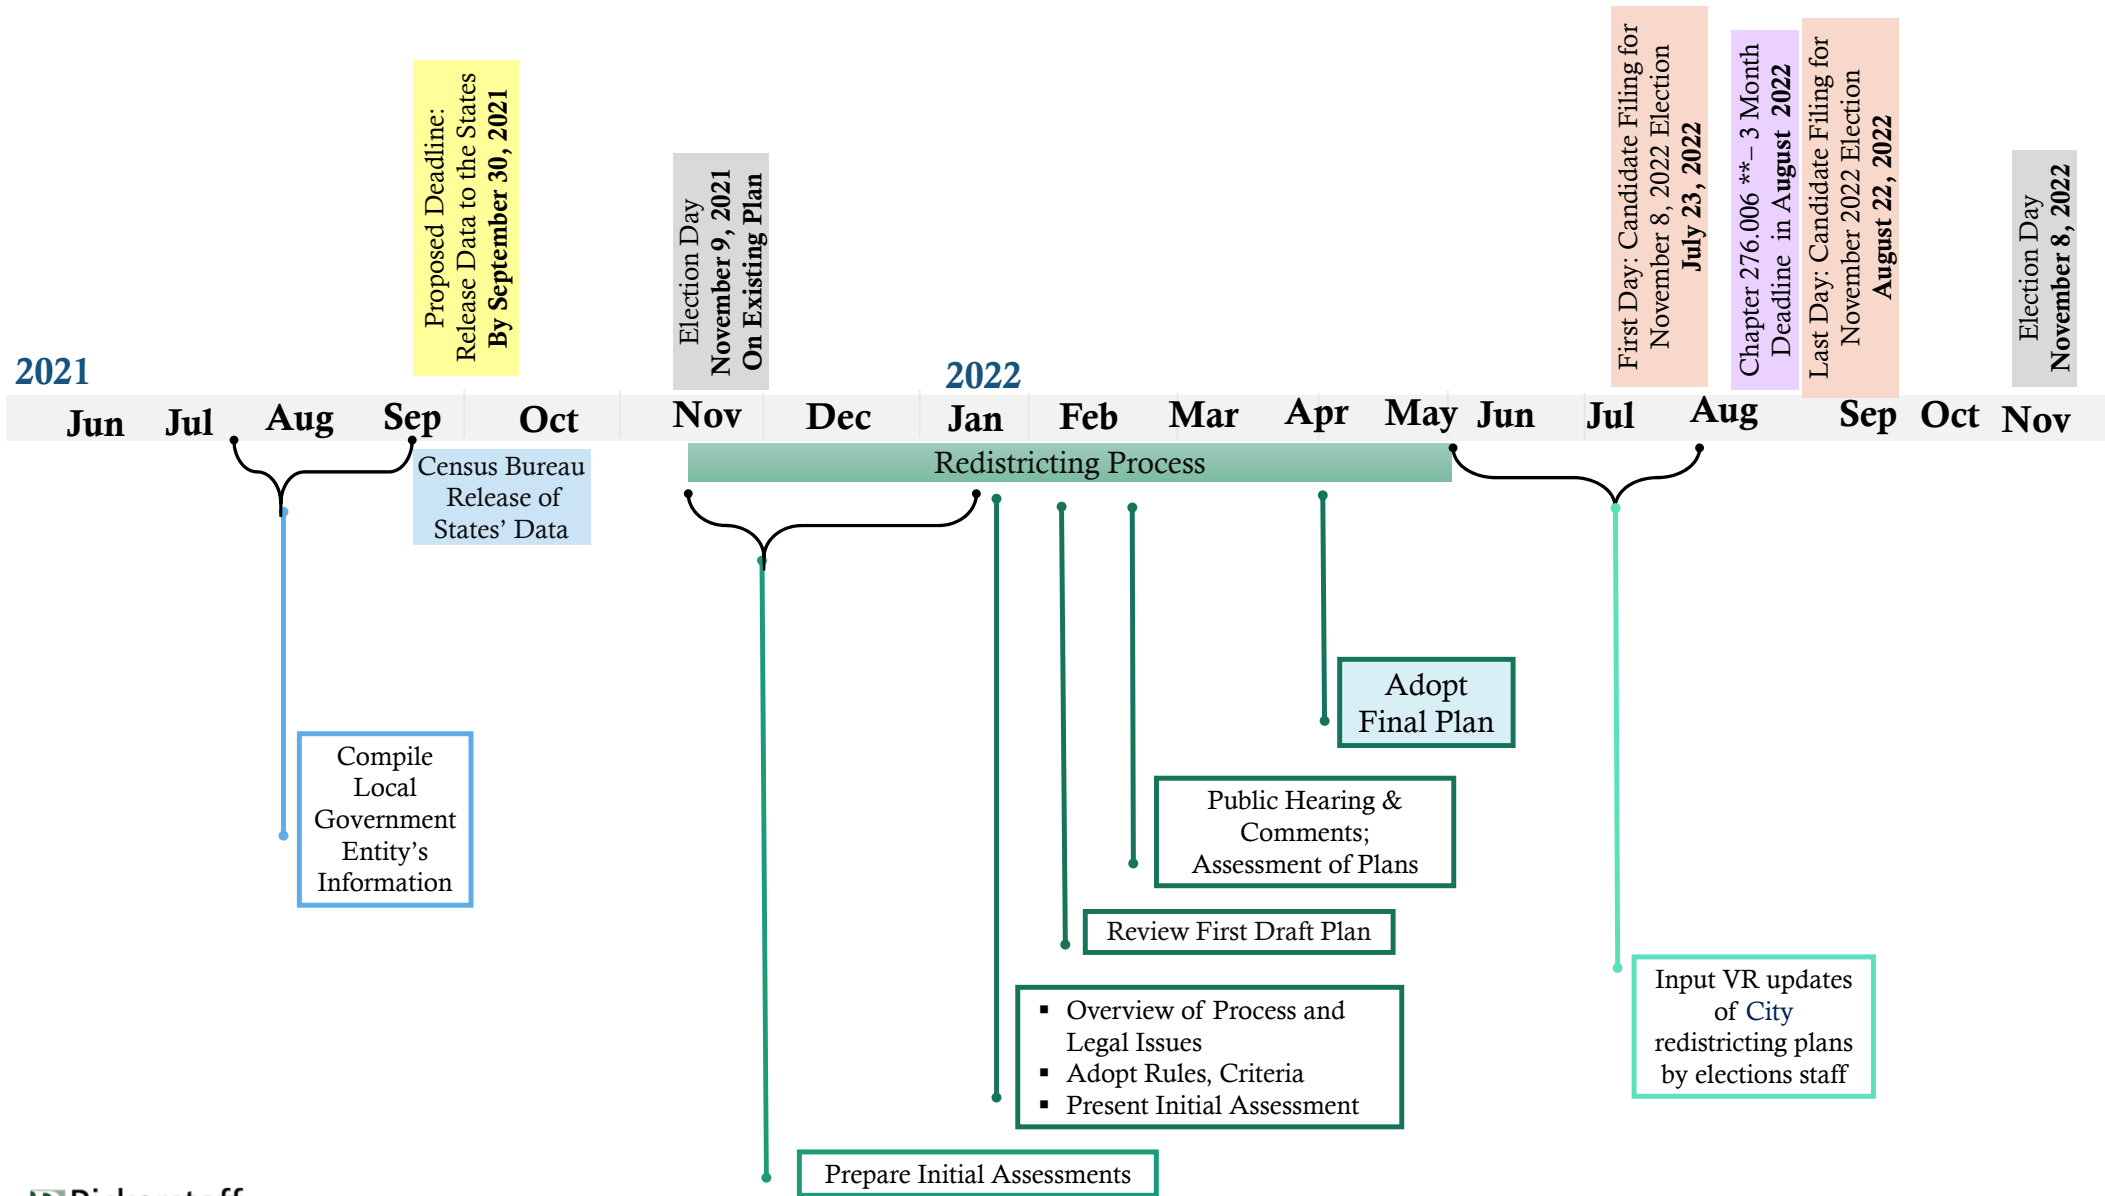 Proposed Deadline:
Release Data to the States
By September 30, 2021
Election Day
November 9, 2021
On Existing Plan
First Day: Candidate Filing for
November 8, 2022 Election
July 23, 2022
Chapter 276.006 **– 3 Month
Deadline in August 2022
Last Day: Candidate Filing for
November 2022 Election
August 22, 2022
Election Day
November 8, 2022
2021
2022
Jun Jul Aug Sep Oct Nov Dec Jan Feb Mar Apr May Jun Jul Aug Sep Oct Nov
Census Bureau
Release of
States’ Data
Redistricting Process
Adopt
Final Plan
Compile
Local
Government
Entity’s
Information
Public Hearing &
Comments;
Assessment of Plans
Review First Draft Plan
Input VR updates
of City
redistricting plans
by elections staff
▪ Overview of Process and
Legal Issues
▪ Adopt Rules, Criteria
▪ Present Initial Assessment
Prepare Initial Assessments